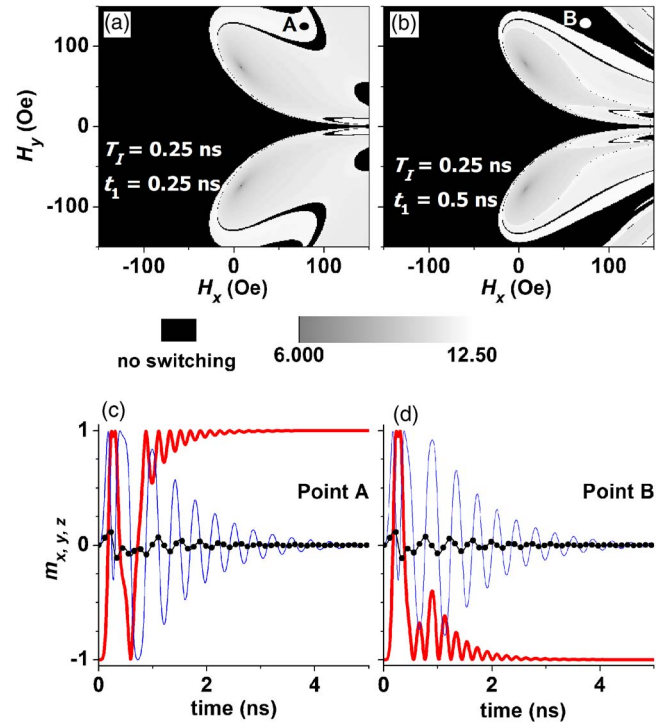 (a) A (b) B
150
100
H_y (Oe)
0
-100
T_I = 0.25 ns T_I = 0.25 ns
t_1 = 0.25 ns t_1 = 0.5 ns
-100 0 100 -100 0 100
H_x (Oe) H_x (Oe)
no switching 6.000 12.50
(c) (d)
1
Point A Point B
m_x, y, z
0
-1
0 2 4 0 2 4
time (ns) time (ns)